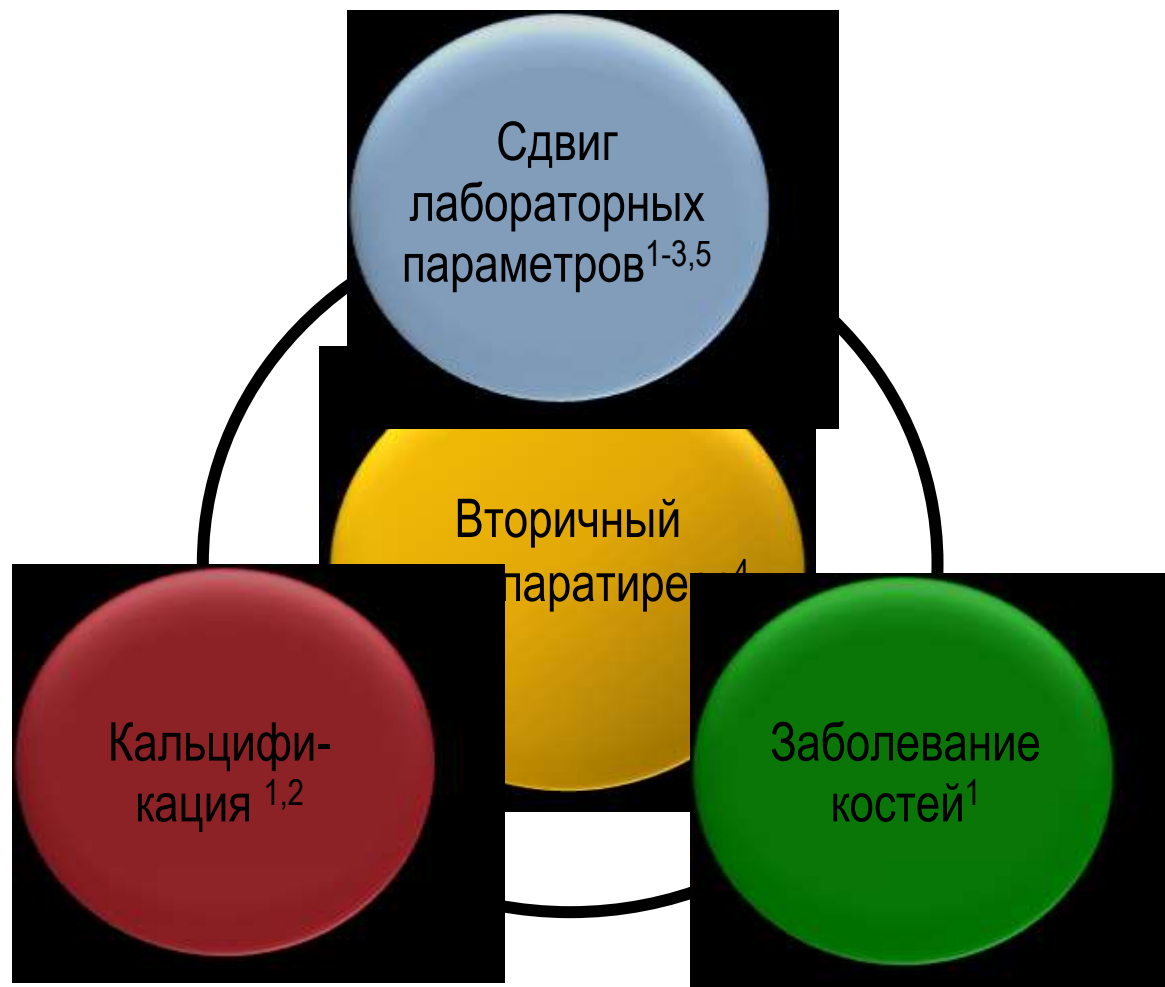 Сдвиг
лабораторных
параметров1-3,5
Вторичный
Кальцифи-
кация 1,2
Заболевание
костей1